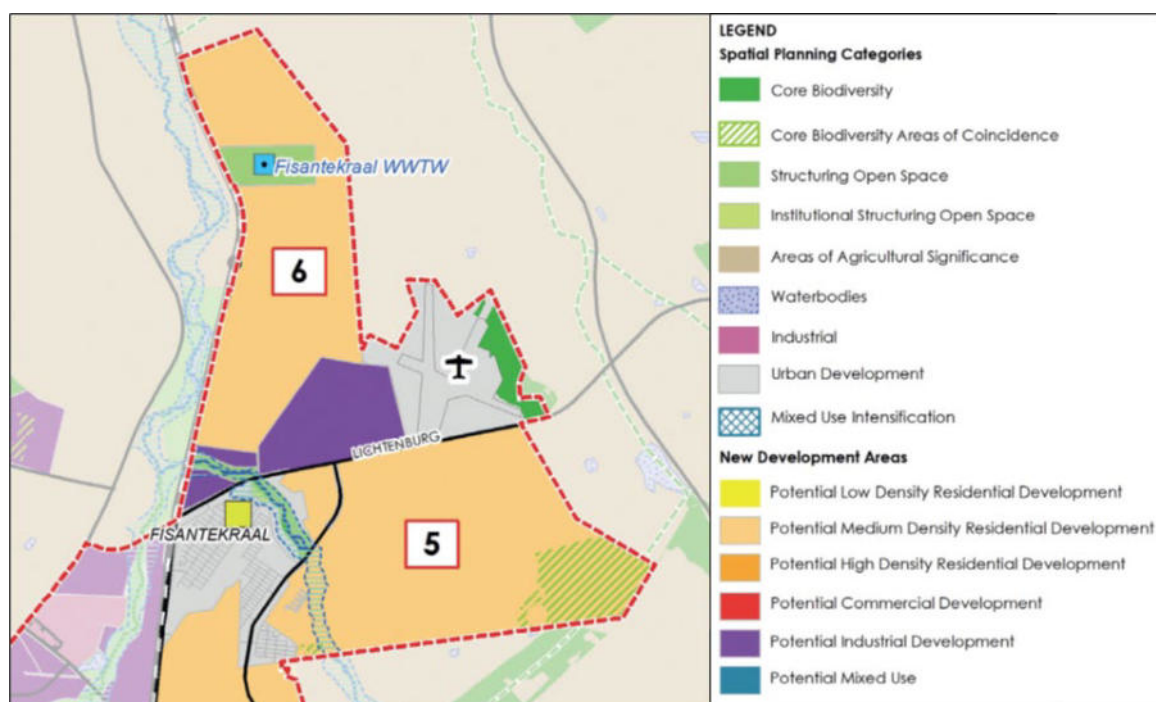 Fisantekraal WWTW
6
LICHTENBURG
FISANTEKRAAL
5
LEGEND
Spatial Planning Categories
Core Biodiversity
Core Biodiversity Areas of Coincidence
Structuring Open Space
Institutional Structuring Open Space
Areas of Agricultural Significance
Waterbodies
Industrial
Urban Development
Mixed Use Intensification
New Development Areas
Potential Low Density Residential Development
Potential Medium Density Residential Development
Potential High Density Residential Development
Potential Commercial Development
Potential Industrial Development
Potential Mixed Use